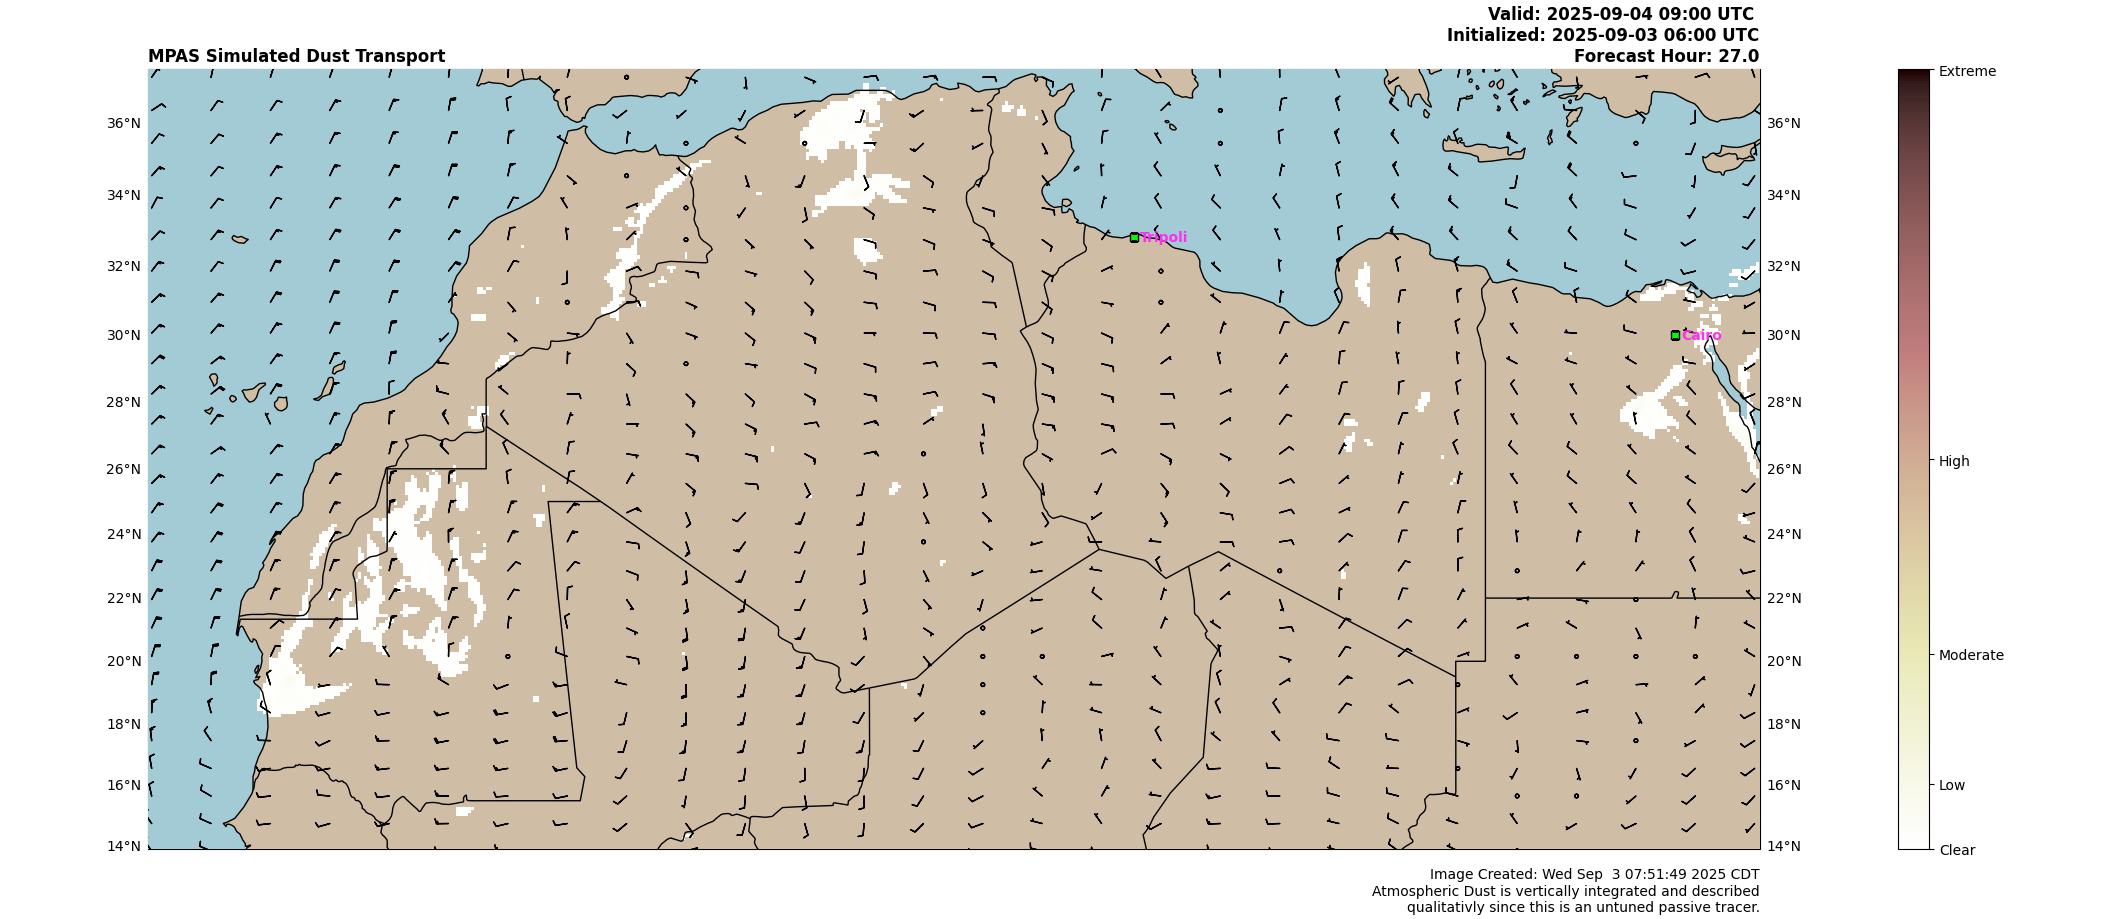 Valid: 2025-09-04 09:00 UTC
Initialized: 2025-09-03 06:00 UTC
MPAS Simulated Dust Transport
Forecast Hour: 27.0
36°N
34°N
32°N
30°N
28°N
26°N
24°N
22°N
20°N
18°N
16°N
14°N
Tripoli
Cairo
36°N
34°N
32°N
30°N
28°N
26°N
24°N
22°N
20°N
18°N
16°N
14°N
Extreme
High
Moderate
Low
Clear
Image Created: Wed Sep  3 07:51:49 2025 CDT
Atmospheric Dust is vertically integrated and described
qualitativly since this is an untuned passive tracer.